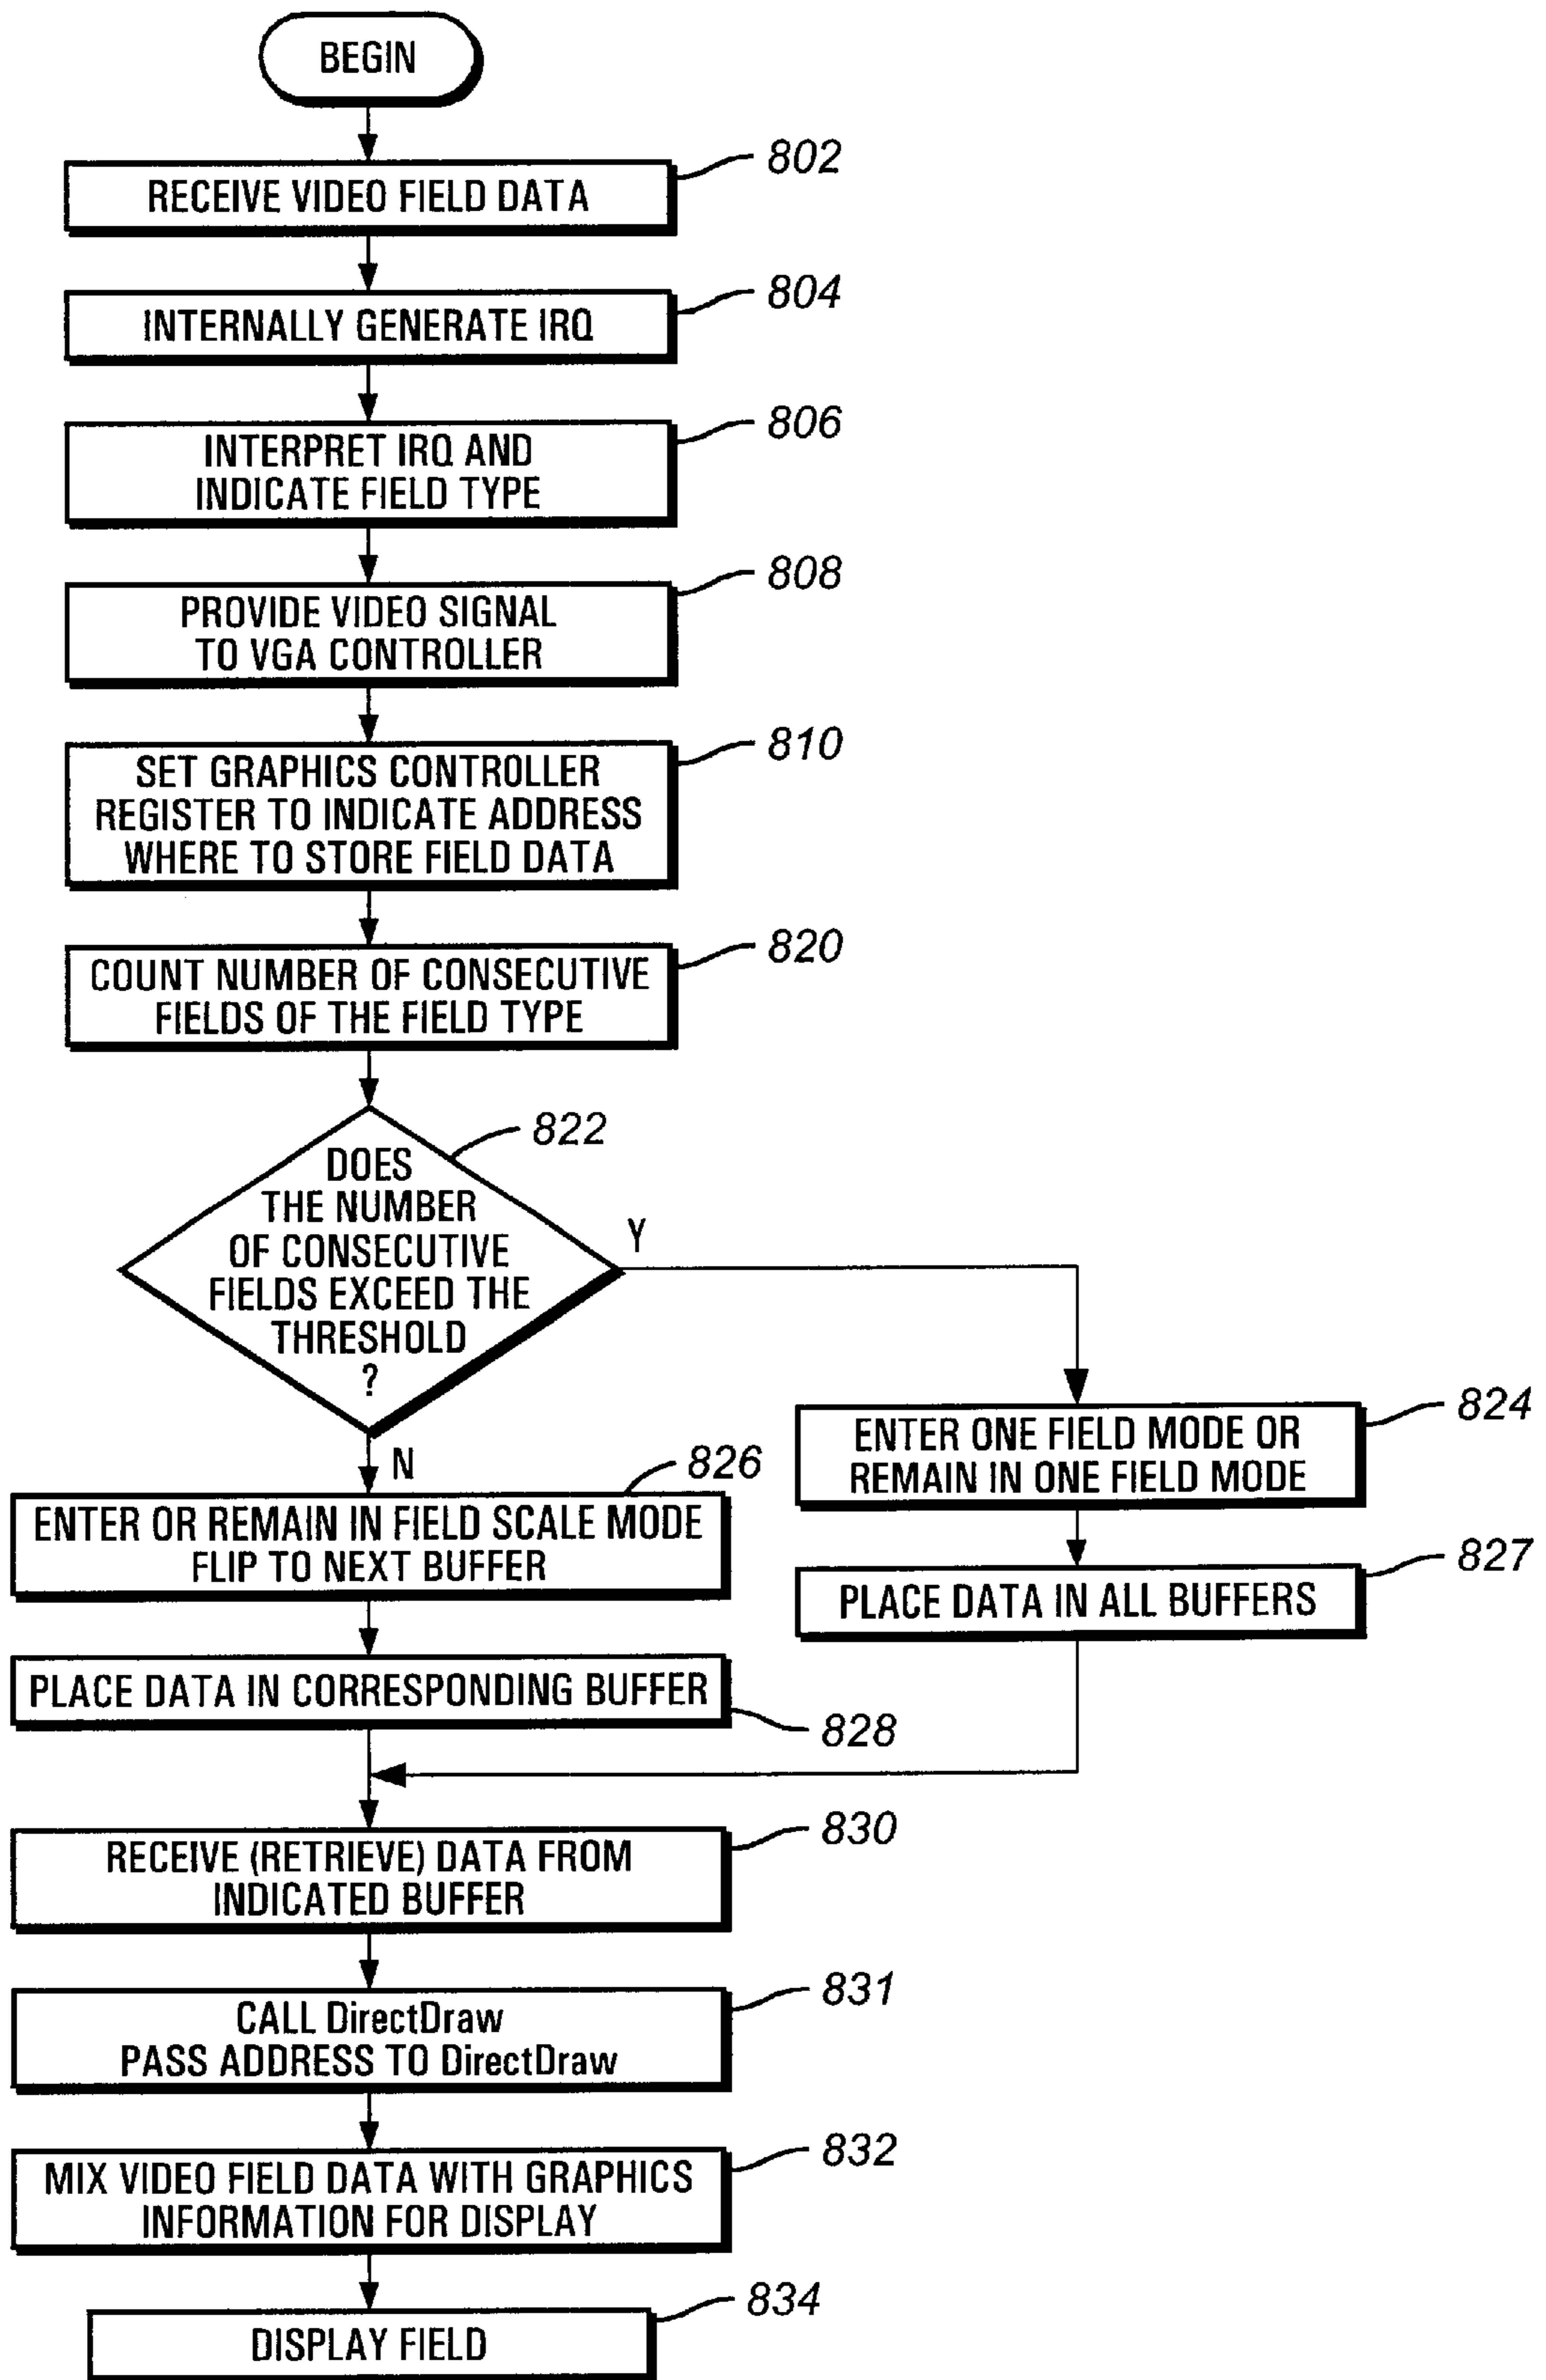 BEGIN
802
RECEIVE VIDEO FIELD DATA
804
INTERNALLY GENERATE IRQ
806
INTERPRET IRQ AND
INDICATE FIELD TYPE
808
PROVIDE VIDEO SIGNAL
TO VGA CONTROLLER
810
SET GRAPHICS CONTROLLER
REGISTER TO INDICATE ADDRESS
WHERE TO STORE FIELD DATA
820
COUNT NUMBER OF CONSECUTIVE
FIELDS OF THE FIELD TYPE
822
DOES
THE NUMBER
OF CONSECUTIVE
FIELDS EXCEED THE
THRESHOLD
?
Y
N
824
ENTER ONE FIELD MODE OR
REMAIN IN ONE FIELD MODE
826
ENTER OR REMAIN IN FIELD SCALE MODE
FLIP TO NEXT BUFFER
827
PLACE DATA IN ALL BUFFERS
PLACE DATA IN CORRESPONDING BUFFER
828
830
RECEIVE (RETRIEVE) DATA FROM
INDICATED BUFFER
831
CALL DirectDraw
PASS ADDRESS TO DirectDraw
832
MIX VIDEO FIELD DATA WITH GRAPHICS
INFORMATION FOR DISPLAY
834
DISPLAY FIELD